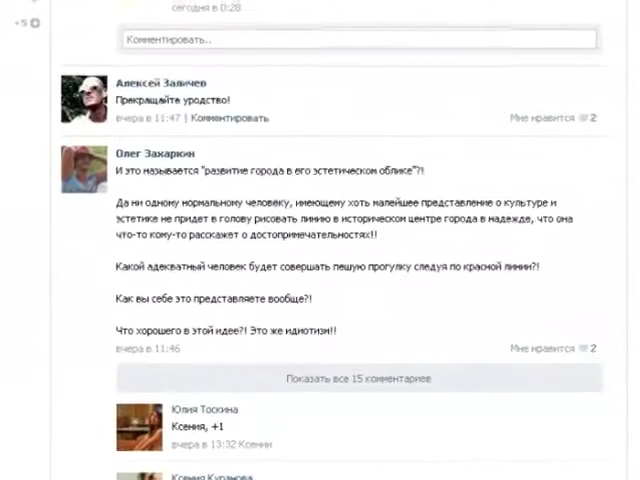 сегодня в 0:28
+5
Комментировать..
Алексей Заличев
Прекращайте уродство!
вчера в 11:47 | Комментировать
Мне нравится 2
Олег Захаркин
И это называется "развитие города в его эстетическом облике"?!
Да ни одному нормальному человеку, имеющему хоть малейшее представление о культуре и
эстетике не придет в голову рисовать линию в историческом центре города в надежде, что она
что-то кому-то расскажет о достопримечательностях!!
Какой адекватный человек будет совершать пешую прогулку следуя по красной линии?!
Как вы себе это представляете вообще?!
Что хорошего в этой идее?! Это же идиотизм!!
вчера в 11:46
Мне нравится 2
Показать все 15 комментариев
Юлия Тоскина
Ксения, +1
вчера в 13:32 Ксении
Ксения Куранова